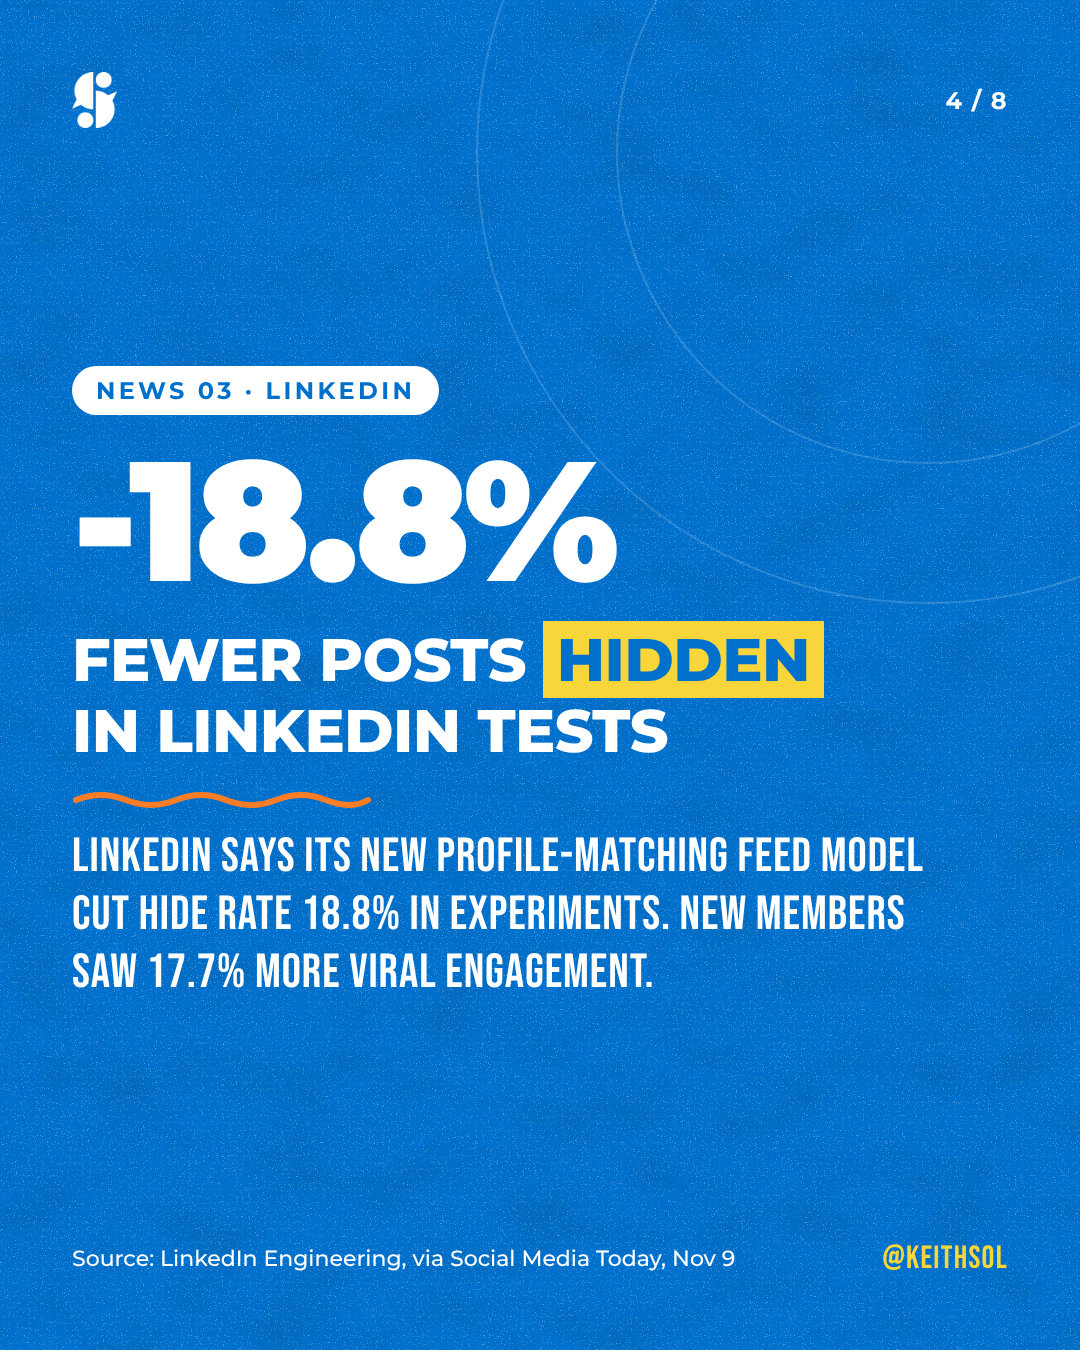 4 / 8
NEWS 03 · LINKEDIN
-18.8%
FEWER POSTS HIDDEN
IN LINKEDIN TESTS
LINKEDIN SAYS ITS NEW PROFILE-MATCHING FEED MODEL
CUT HIDE RATE 18.8% IN EXPERIMENTS. NEW MEMBERS
SAW 17.7% MORE VIRAL ENGAGEMENT.
Source: LinkedIn Engineering, via Social Media Today, Nov 9
@KEITHSOL